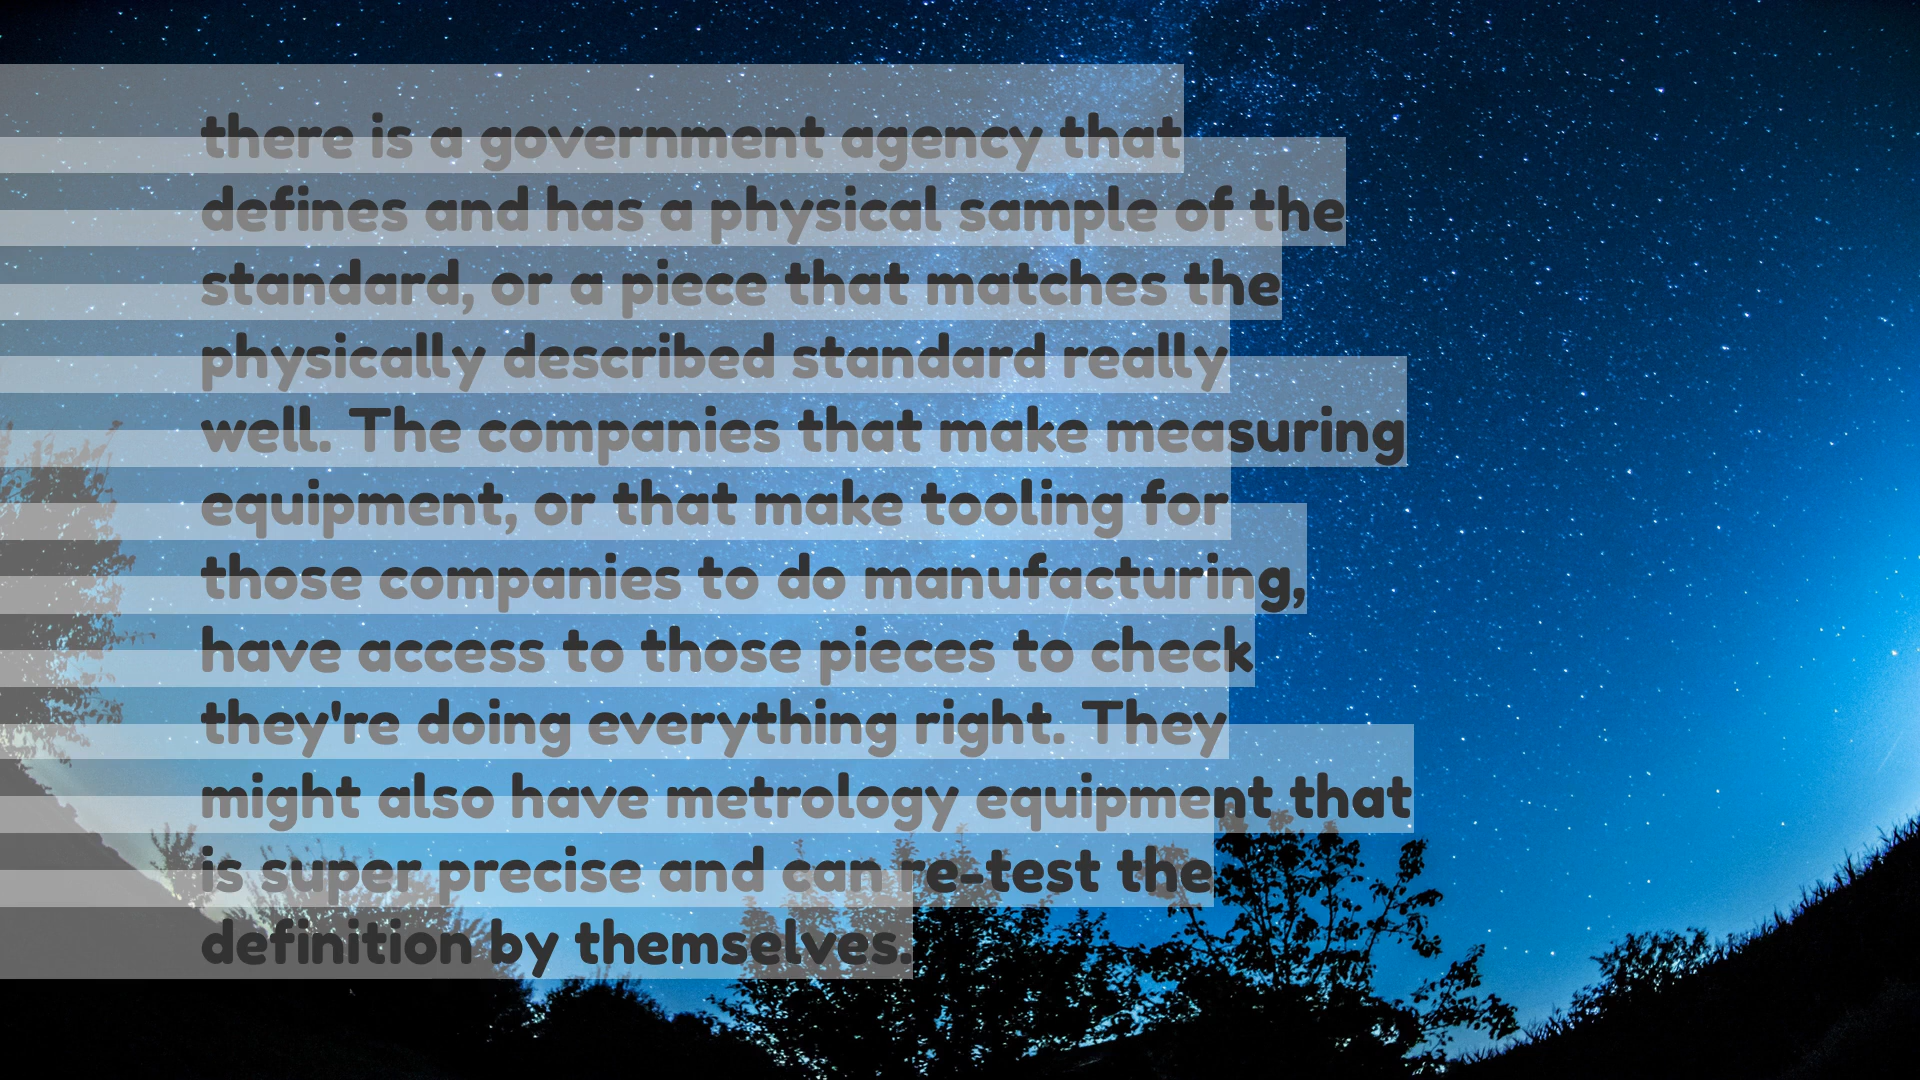 there is a government agency that
defines and has a physical sample of the
standard, or a piece that matches the
physically described standard really
well. The companies that make measuring
equipment, or that make tooling for
those companies to do manufacturing,
have access to those pieces to check
they're doing everything right. They
might also have metrology equipment that
is super precise and can re-test the
definition by themselves.